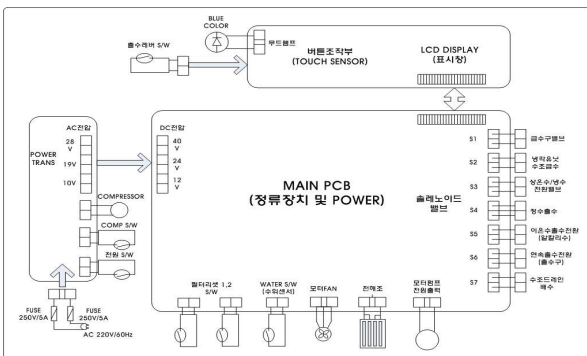 BLUE
COLOR
출수레버 S/W
무드램프
버튼조작부
(TOUCH SENSOR)
LCD DISPLAY
(표시창)
AC전압
28
V
19V
10V
POWER
TRANS
DC전압
40
V
24
V
12
V
MAIN PCB
(정류장치 및 POWER)
솔레노이드
밸브
S1
급수구밸브
S2
냉각유닛
수조급수
S3
상온수/냉수
전환밸브
S4
정수출수
S5
이온수출수전환
(알칼리수)
S6
연속출수전환
(출수구)
S7
수조드레인
배수
COMPRESSOR
COMP S/W
전원 S/W
FUSE
250V/5A
FUSE
250V/5A
AC 220V/60Hz
필터리셋 1,2
S/W
WATER S/W
(수위센서)
모터FAN
전해조
모터펌프
전원출력